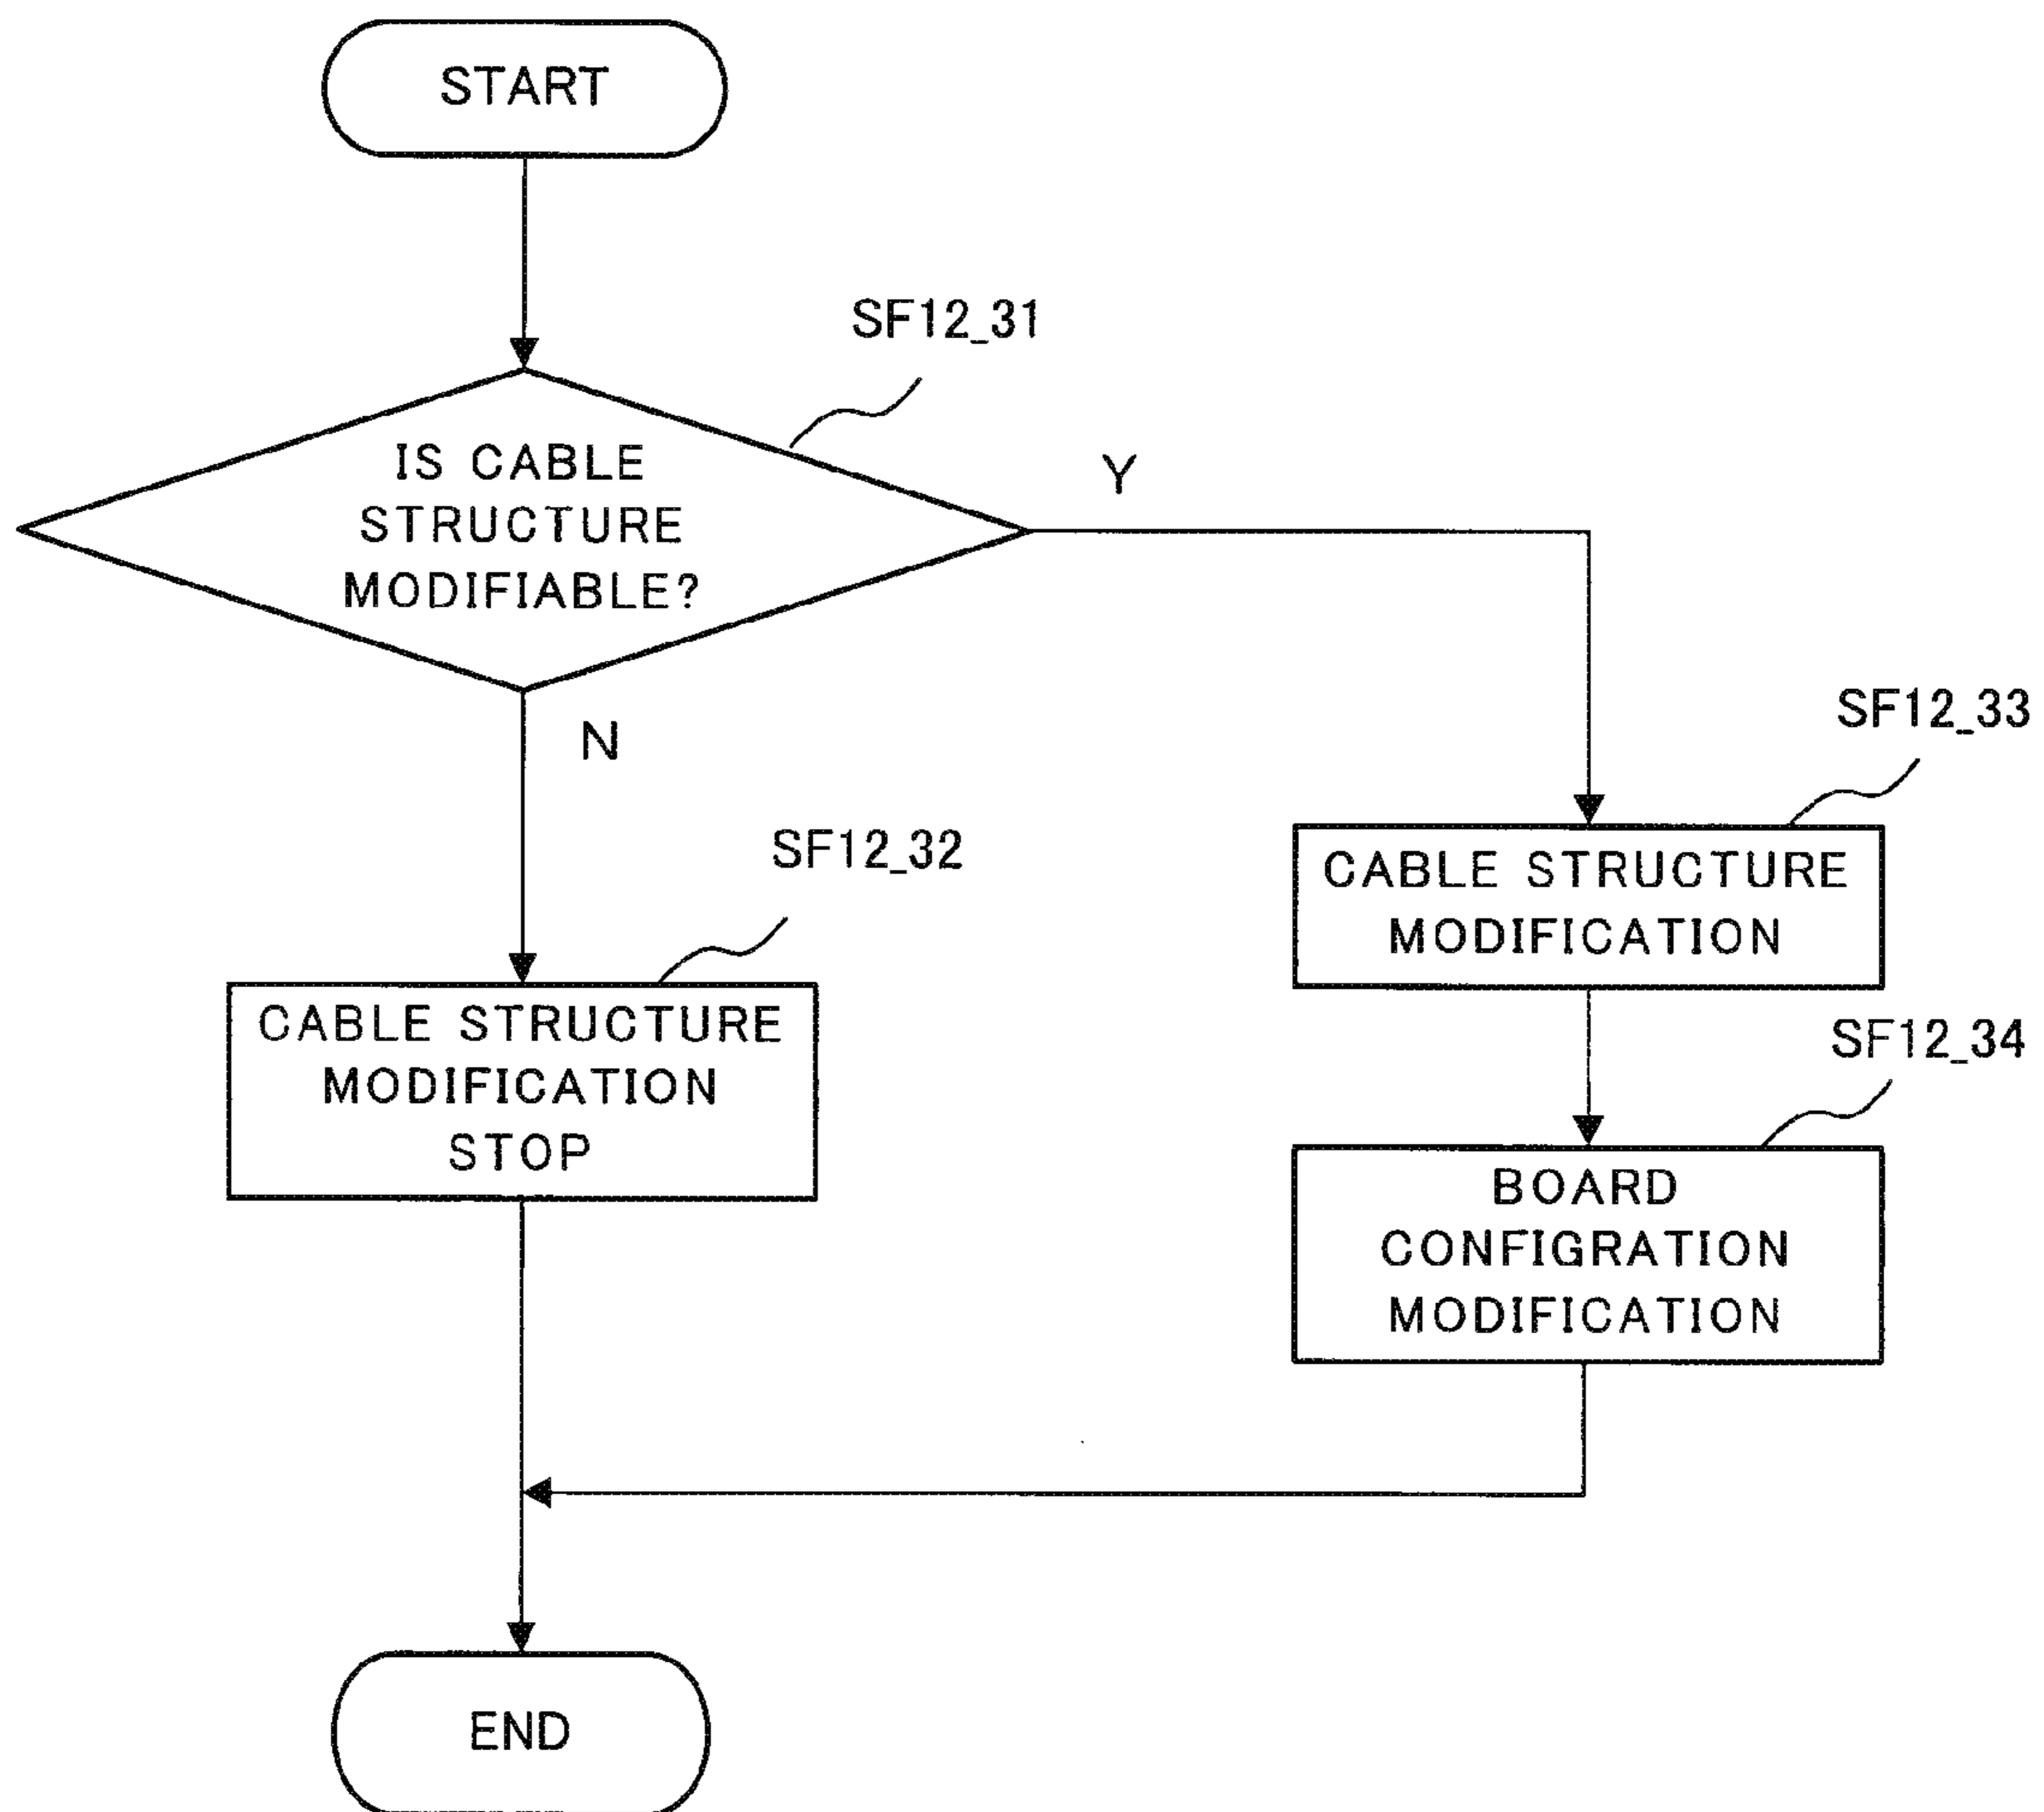 START
SF12_31
IS CABLE
STRUCTURE
MODIFIABLE?
Y
N
SF12_33
CABLE STRUCTURE
MODIFICATION
SF12_32
CABLE STRUCTURE
MODIFICATION
STOP
SF12_34
BOARD
CONFIGRATION
MODIFICATION
END